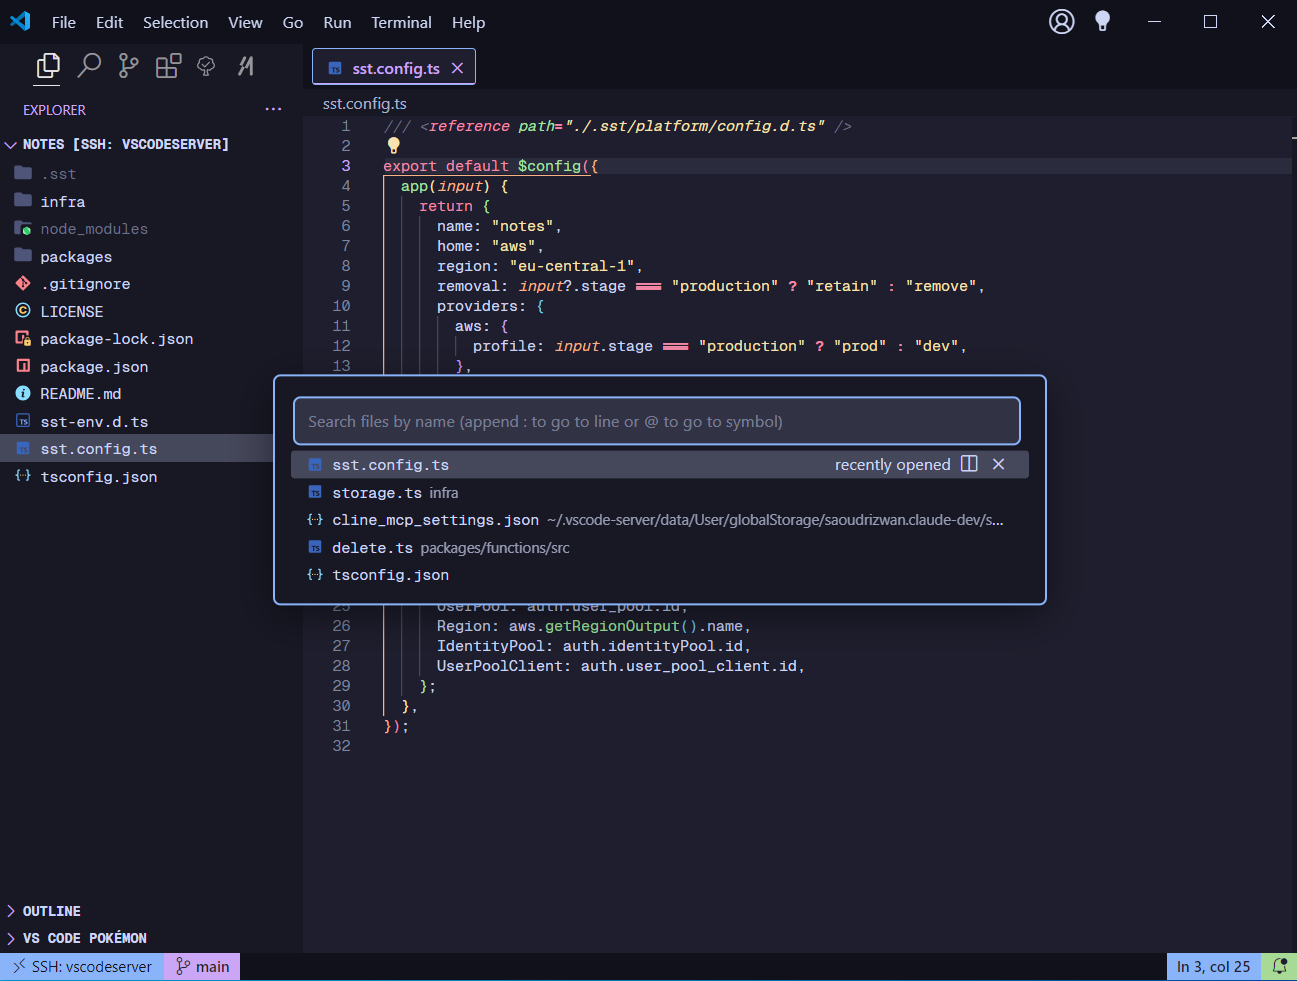 File Edit Selection View Go Run Terminal Help
EXPLORER
NOTES [SSH: VSCODESERVER]
.sst
infra
node_modules
packages
.gitignore
LICENSE
package-lock.json
package.json
README.md
sst-env.d.ts
sst.config.ts
tsconfig.json
OUTLINE
VS CODE POKÉMON
sst.config.ts
sst.config.ts
1 /// <reference path="./.sst/platform/config.d.ts" />
2
3 export default $config({
4 app(input) {
5 return {
6 name: "notes",
7 home: "aws",
8 region: "eu-central-1",
9 removal: input?.stage === "production" ? "retain" : "remove",
10 providers: {
11 aws: {
12 profile: input.stage === "production" ? "prod" : "dev",
13 },
Search files by name (append : to go to line or @ to go to symbol)
sst.config.ts recently opened
storage.ts infra
cline_mcp_settings.json ~/.vscode-server/data/User/globalStorage/saoudrizwan.claude-dev/s...
delete.ts packages/functions/src
tsconfig.json
25 UserPool: auth.user_pool.id,
26 Region: aws.getRegionOutput().name,
27 IdentityPool: auth.identityPool.id,
28 UserPoolClient: auth.user_pool_client.id,
29 };
30 },
31 });
32
SSH: vscodeserver main ln 3, col 25